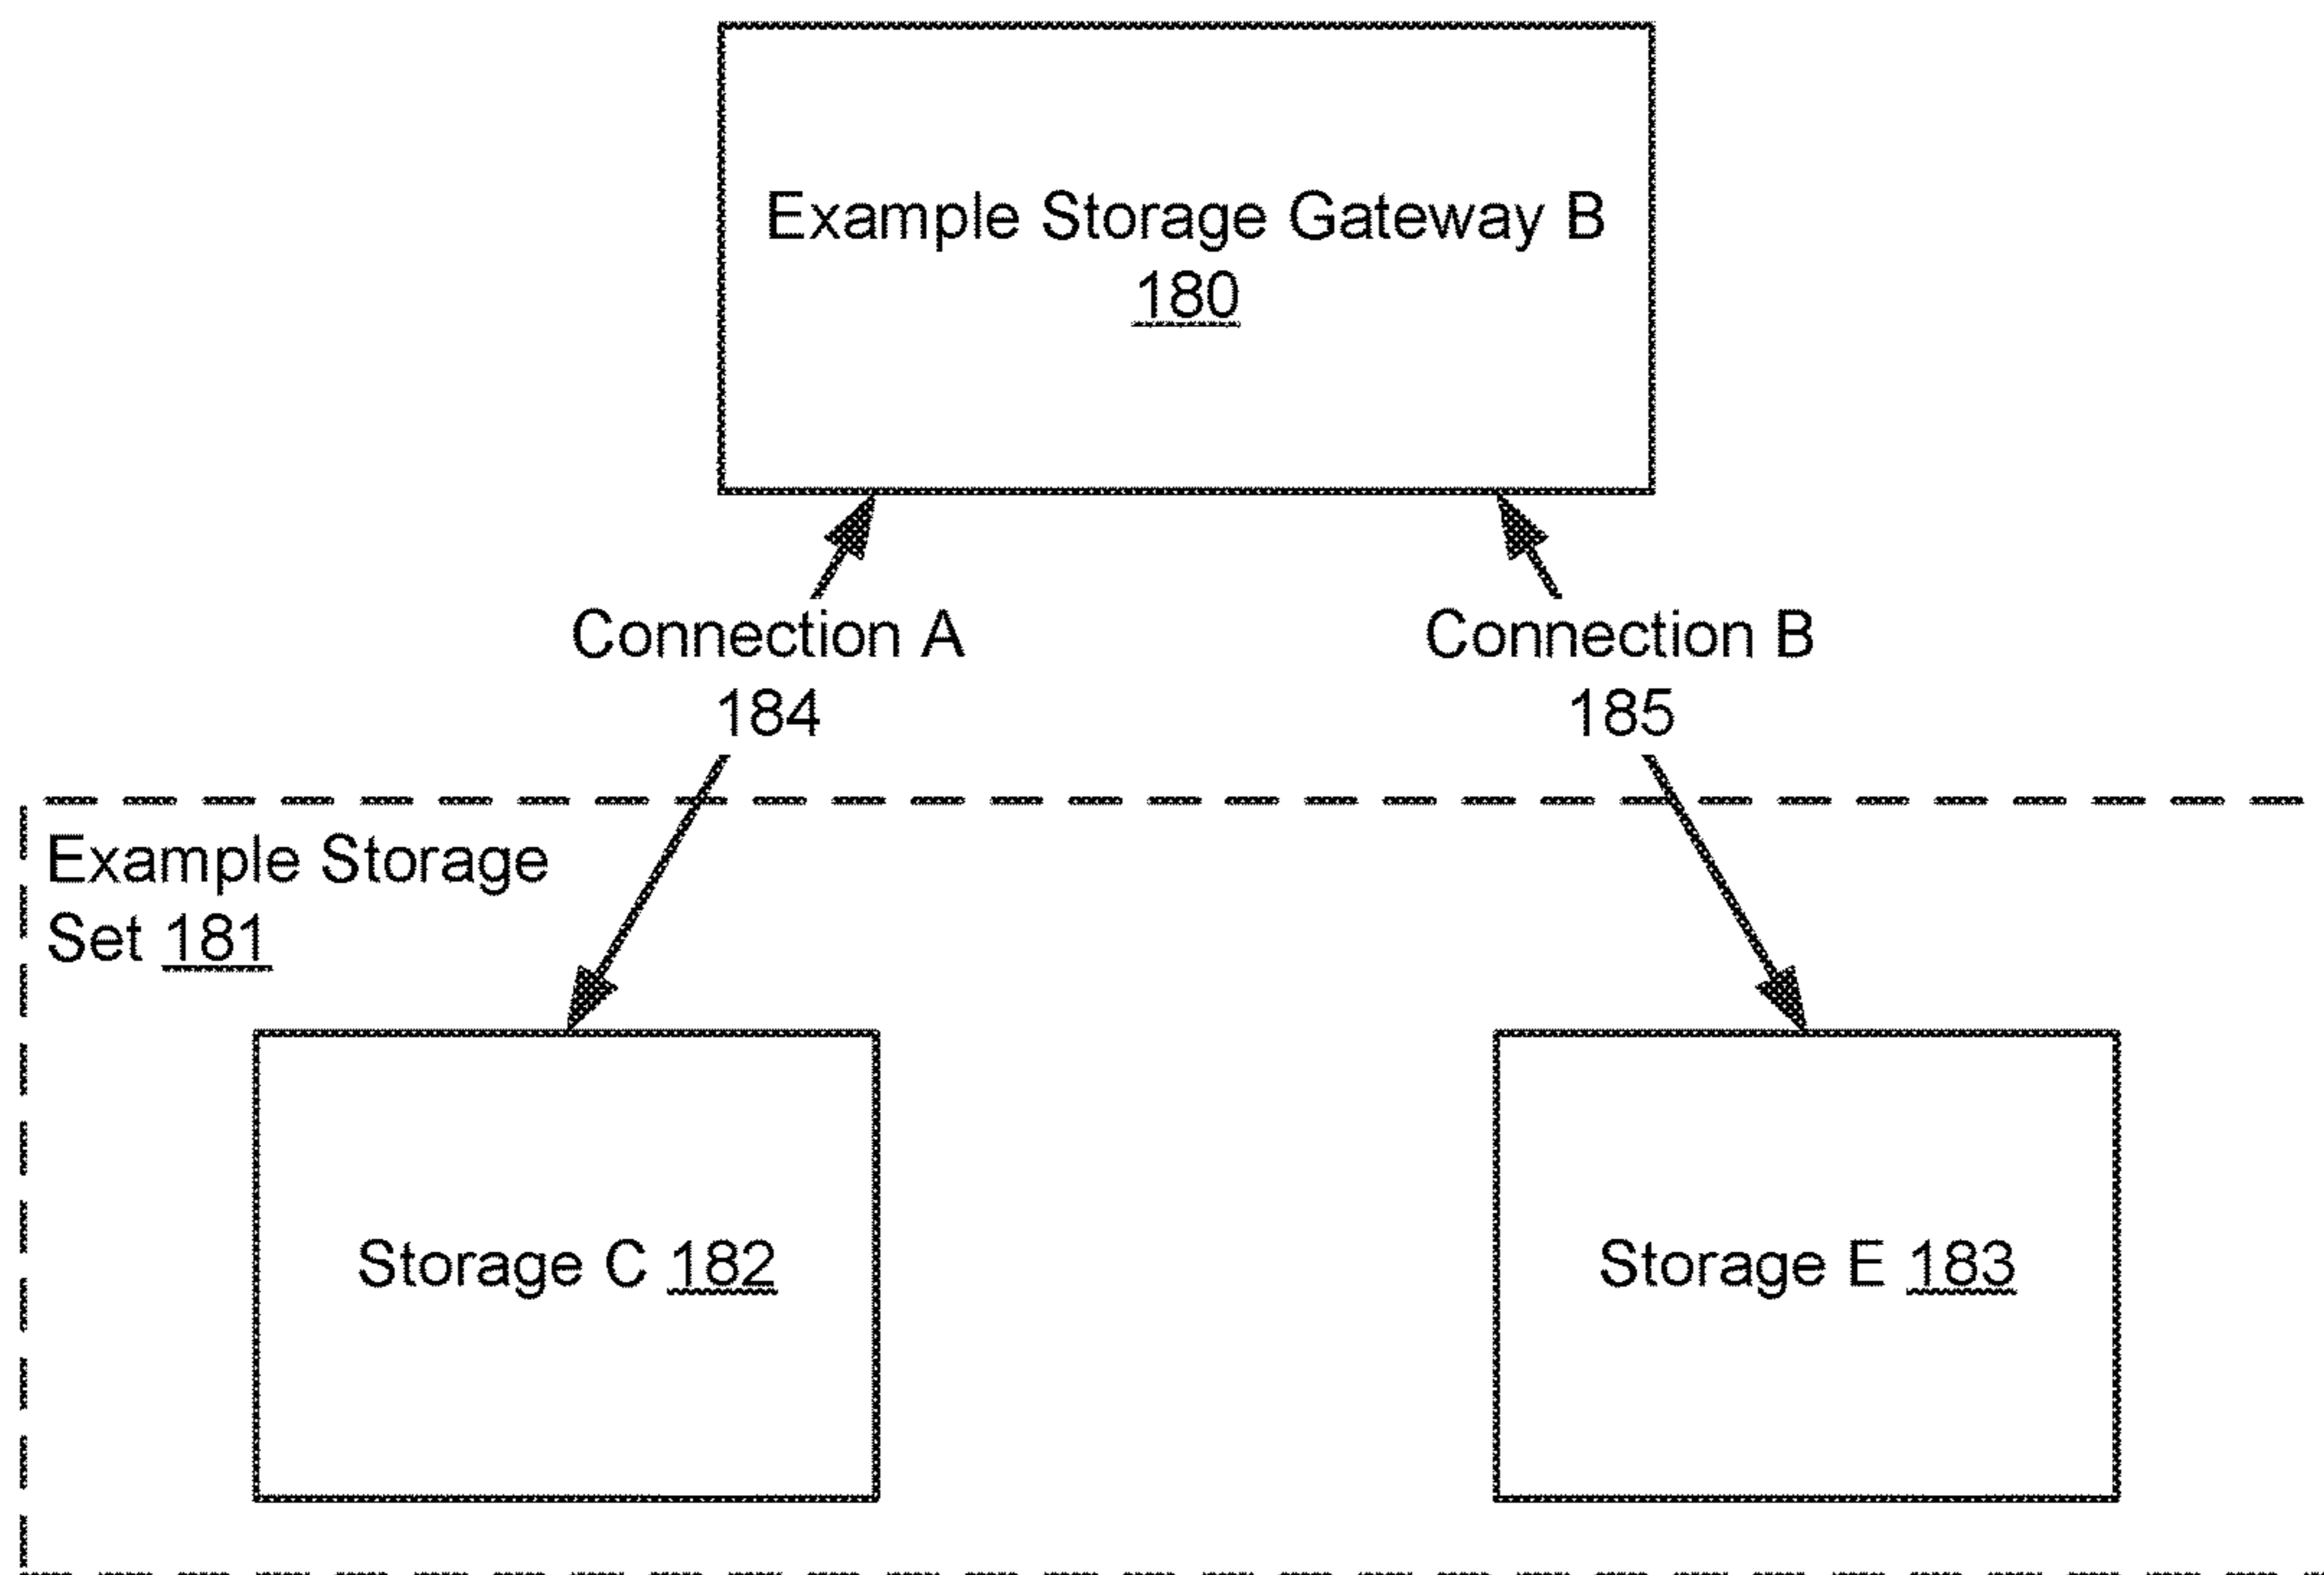 Example Storage Gateway B
180
Connection A
184
Connection B
185
Example Storage
Set 181
Storage C 182
Storage E 183